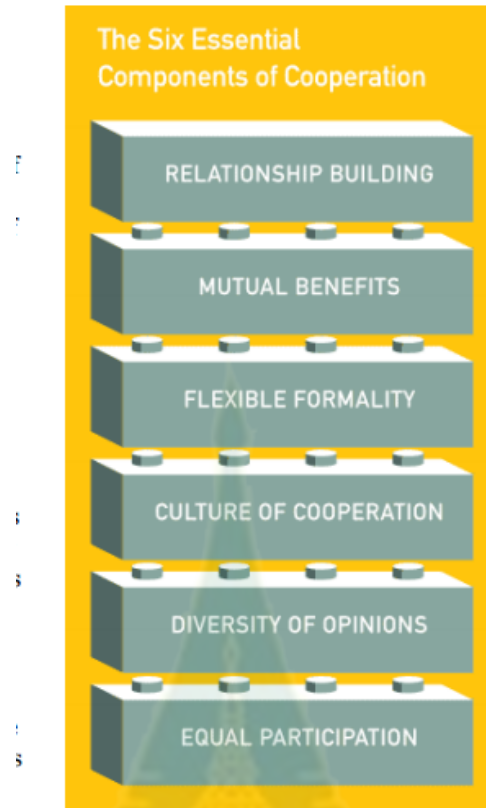 The Six Essential
Components of Cooperation
RELATIONSHIP BUILDING
MUTUAL BENEFITS
FLEXIBLE FORMALITY
CULTURE OF COOPERATION
DIVERSITY OF OPINIONS
EQUAL PARTICIPATION